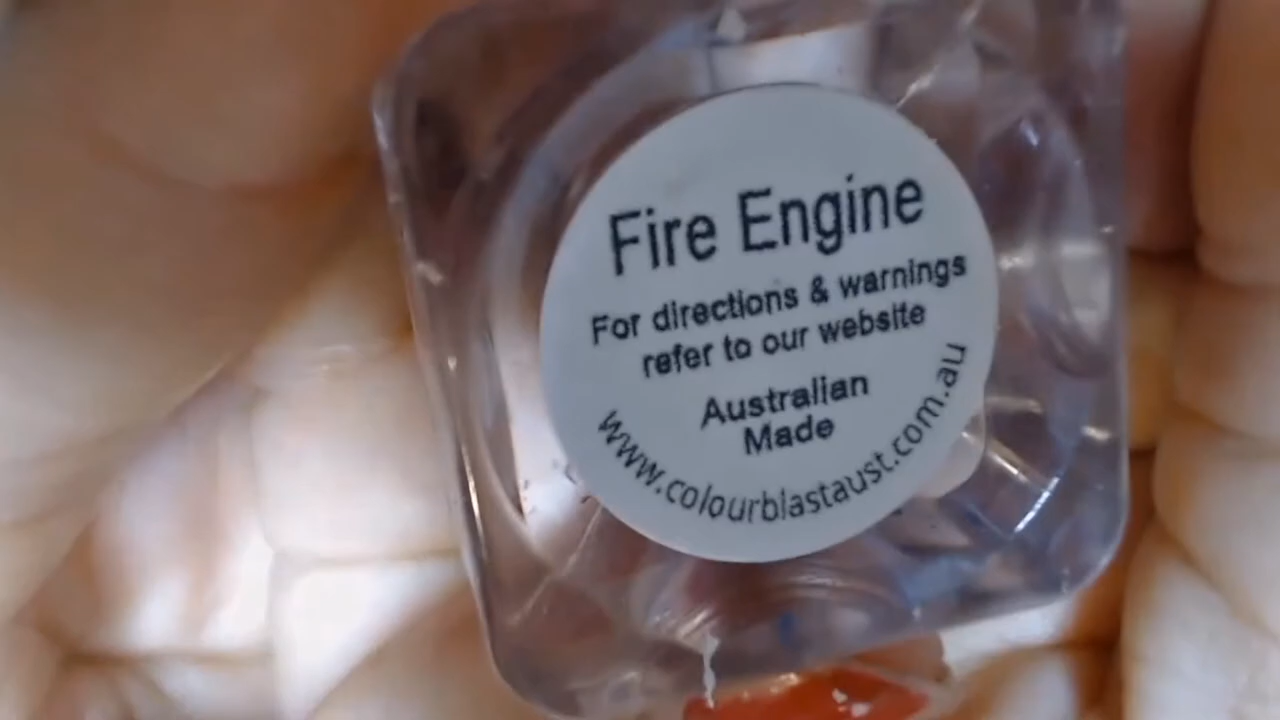 Fire Engine
For directions & warnings
refer to our website
Australian
Made
www.colourblastaust.com.au